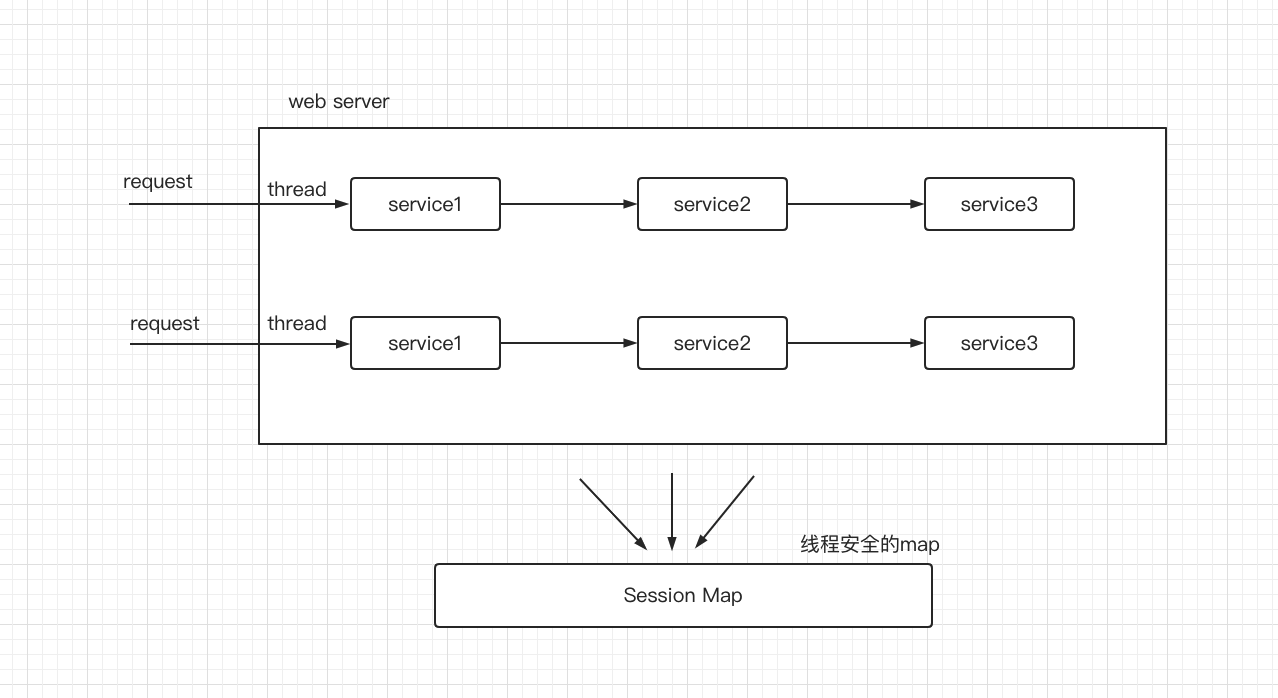 web server
request
thread
service1
service2
service3
request
thread
service1
service2
service3
线程安全的map
Session Map